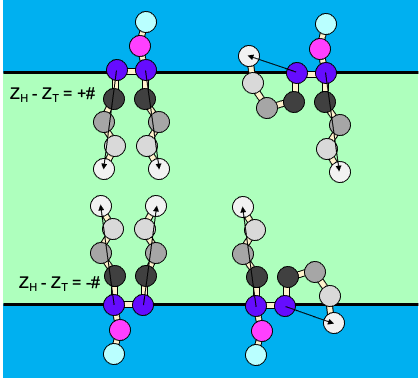 Z_H - Z_T = +#
Z_H - Z_T = -#